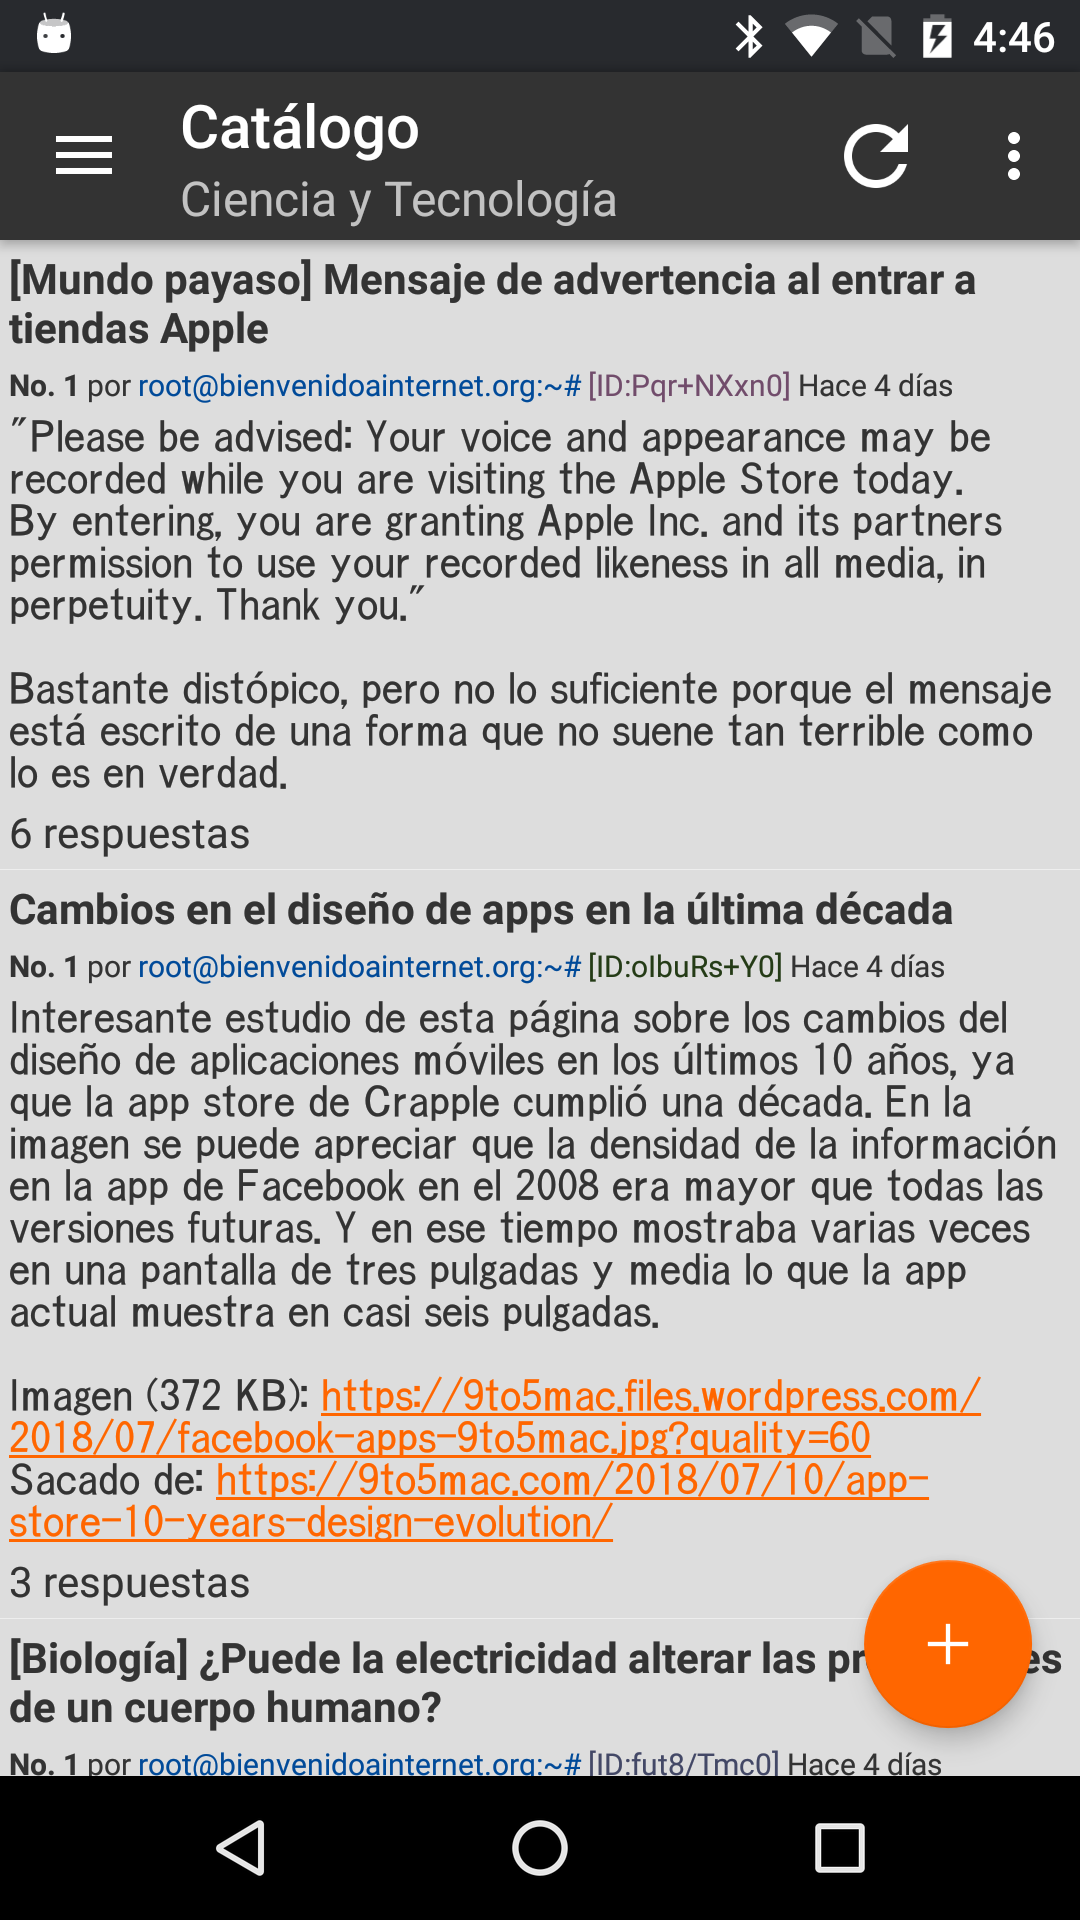 4:46
Catálogo
Ciencia y Tecnología
[Mundo payaso] Mensaje de advertencia al entrar a
tiendas Apple
No. 1 por root@bienvenidoainternet.org:~# [ID:Pqr+NXxn0] Hace 4 días
"Please be advised: Your voice and appearance may be
recorded while you are visiting the Apple Store today.
By entering, you are granting Apple Inc. and its partners
permission to use your recorded likeness in all media, in
perpetuity. Thank you."
Bastante distópico, pero no lo suficiente porque el mensaje
está escrito de una forma que no suene tan terrible como
lo es en verdad.
6 respuestas
Cambios en el diseño de apps en la última década
No. 1 por root@bienvenidoainternet.org:~# [ID:oIbuRs+Y0] Hace 4 días
Interesante estudio de esta página sobre los cambios del
diseño de aplicaciones móviles en los últimos 10 años, ya
que la app store de Crapple cumplió una década. En la
imagen se puede apreciar que la densidad de la información
en la app de Facebook en el 2008 era mayor que todas las
versiones futuras. Y en ese tiempo mostraba varias veces
en una pantalla de tres pulgadas y media lo que la app
actual muestra en casi seis pulgadas.
Imagen (372 KB): https://9to5mac.files.wordpress.com/
2018/07/facebook-apps-9to5mac.jpg?quality=60
Sacado de: https://9to5mac.com/2018/07/10/app-
store-10-years-design-evolution/
3 respuestas
[Biología] ¿Puede la electricidad alterar las
de un cuerpo humano?
No. 1 por root@bienvenidoainternet.org:~# [ID:fut8/Tmc0] Hace 4 días